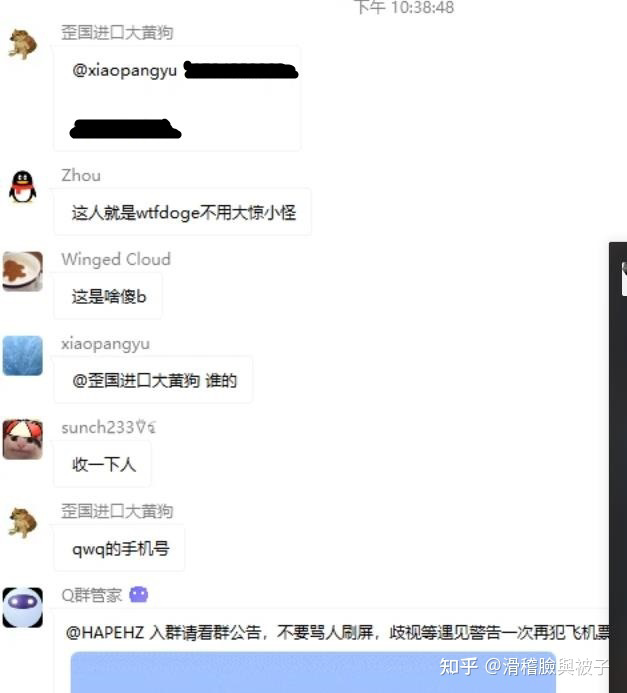 下午 10:38:48
歪国进口大黄狗
@xiaopangyu
Zhou
这人就是wtfdoge不用大惊小怪
Winged Cloud
这是啥傻b
xiaopangyu
@歪国进口大黄狗 谁的
sunch233
收一下人
歪国进口大黄狗
qwq的手机号
Q群管家
@HAPEHZ 入群请看群公告，不要骂人刷屏，歧视等遇见警告一次再犯飞机票
知乎 @滑稽臉與被子